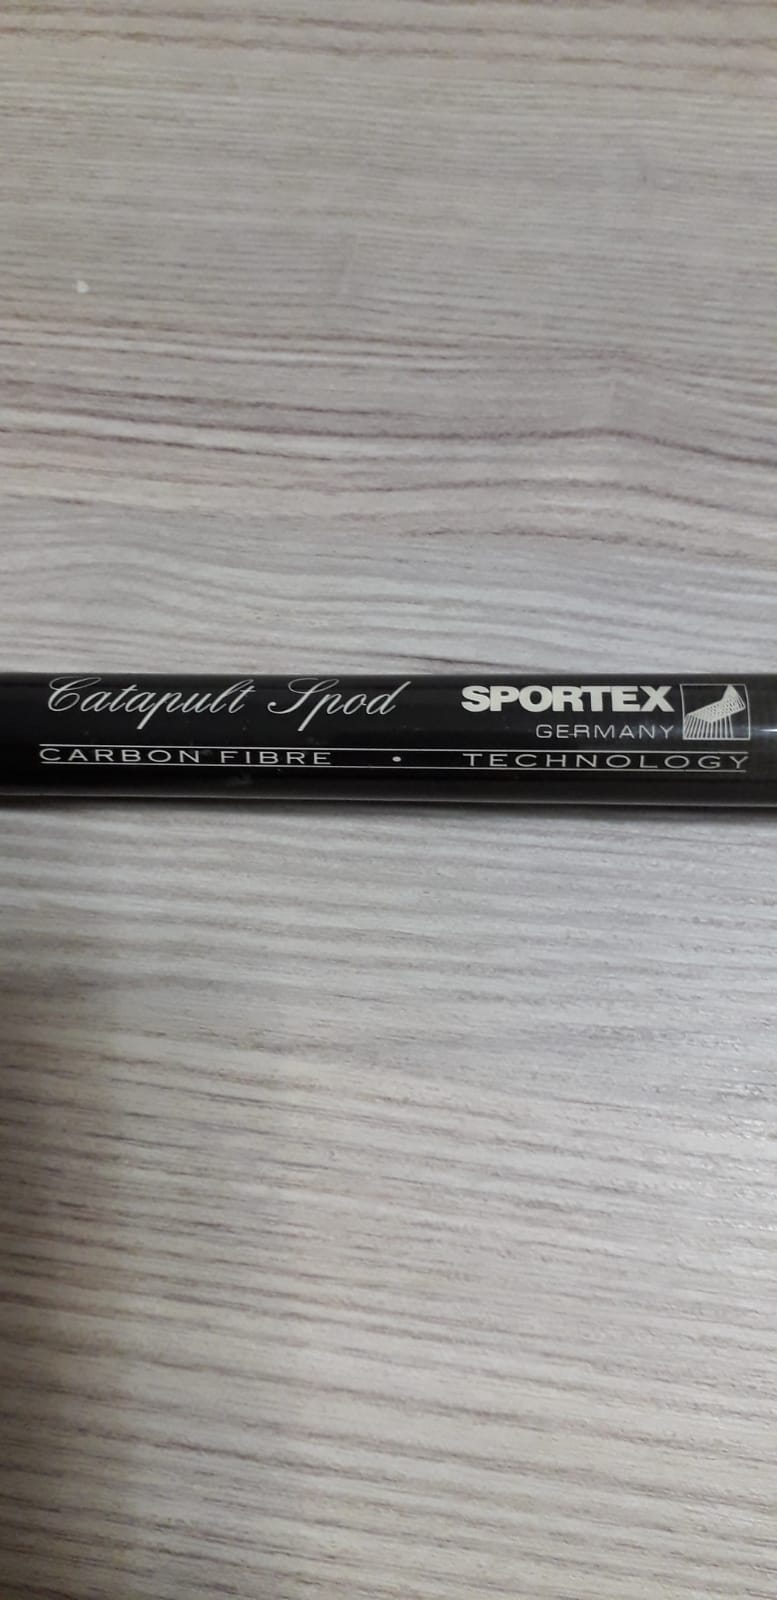 Catapult Spod
SPORTEX
GERMANY
CARBON FIBRE • TECHNOLOGY